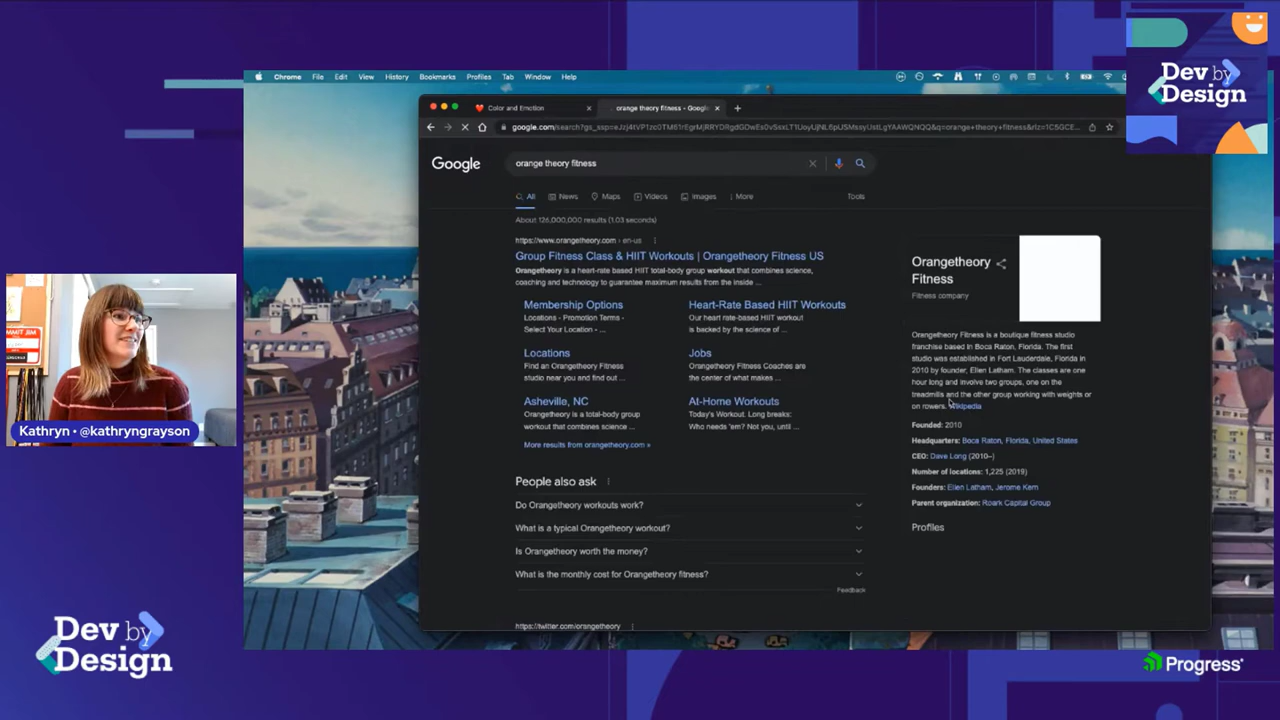 Chrome File Edit View History Bookmarks Profiles Tab Window Help
Dev by
Design
Color and Emotion
orange theory fitness - Googl
Google
orange theory fitness
All News Maps Videos Images More Tools
About 126,000,000 results (1.03 seconds)
https://www.orangetheory.com › en-us
Group Fitness Class & HIIT Workouts | Orangetheory Fitness US
Orangetheory is a heart-rate based HIIT total-body group workout that combines science,
coaching and technology to guarantee maximum results from the inside ...
Membership Options
Locations - Promotion Terms -
Select Your Location - ...
Heart-Rate Based HIIT Workouts
Our heart rate-based HIIT workout
is backed by the science of ...
Locations
Find an Orangetheory Fitness
studio near you and find out ...
Jobs
Orangetheory Fitness Coaches are
the center of what makes ...
Asheville, NC
Orangetheory is a total-body group
workout that combines science ...
At-Home Workouts
Today's Workout. Long breaks:
Who needs 'em? Not you, until ...
More results from orangetheory.com »
People also ask
Do Orangetheory workouts work?
What is a typical Orangetheory workout?
Is Orangetheory worth the money?
What is the monthly cost for Orangetheory fitness?
Feedback
https://twitter.com/orangetheory
Orangetheory
Fitness
Fitness company
Orangetheory Fitness is a boutique fitness studio
franchise based in Boca Raton, Florida. The first
studio was established in Fort Lauderdale, Florida in
2010 by founder, Ellen Latham. The classes are one
hour long and involve two groups, one on the
treadmills and the other group working with weights or
on rowers. Wikipedia
Founded: 2010
Headquarters: Boca Raton, Florida, United States
CEO: Dave Long (2010–)
Number of locations: 1,225 (2019)
Founders: Ellen Latham, Jerome Kern
Parent organization: Roark Capital Group
Profiles
Kathryn • @kathryngrayson
Dev by
Design
Progress